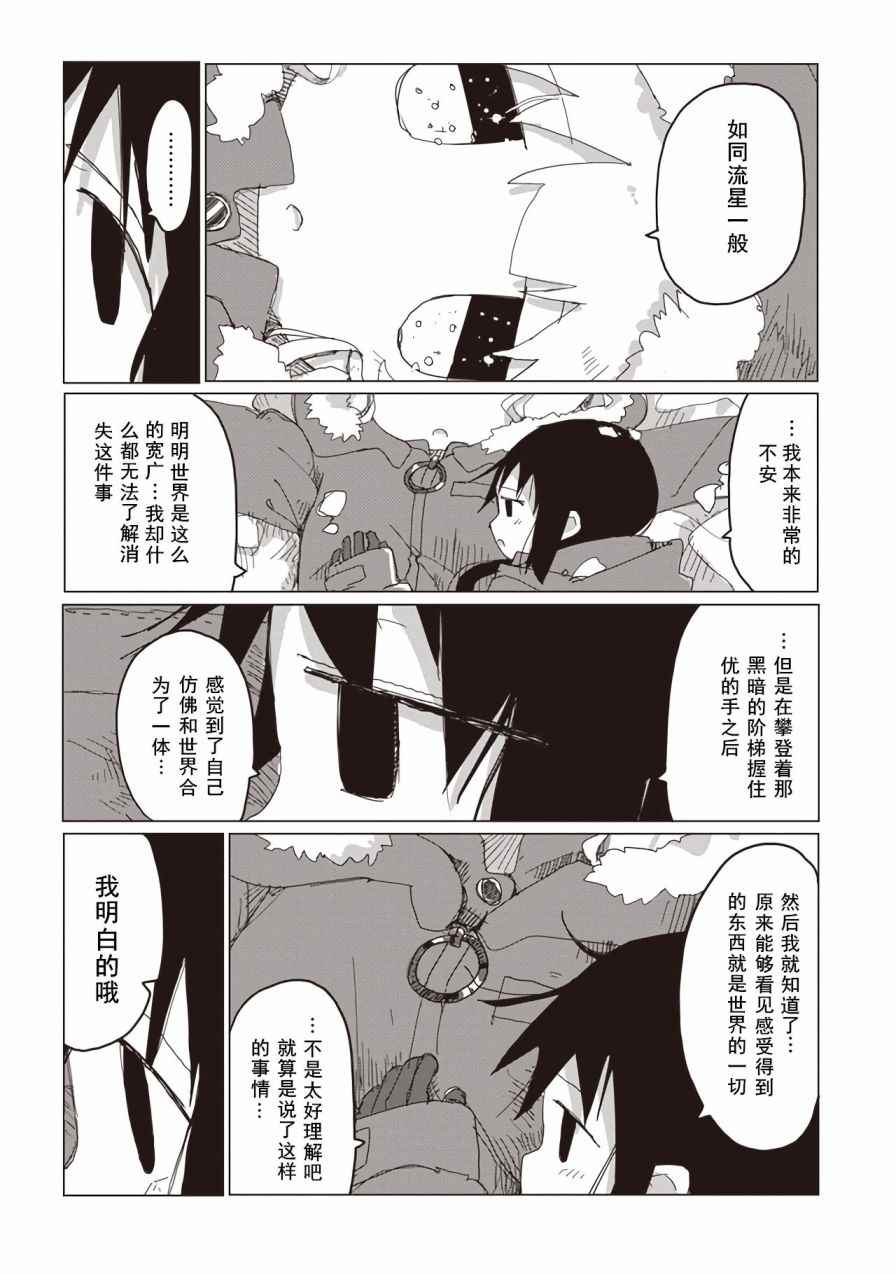 如同流星一般
…………
…我本来非常的
不安
明明世界是这么
的宽广…我却什
么都无法了解消
失这件事
…但是在攀登着那
黑暗的阶梯握住
优的手之后
感觉到了自己
仿佛和世界合
为了一体…
然后我就知道了…
原来能够看见感受得到
的东西就是世界的一切
…不是太好理解吧
就算是说了这样
的事情…
我明白的哦